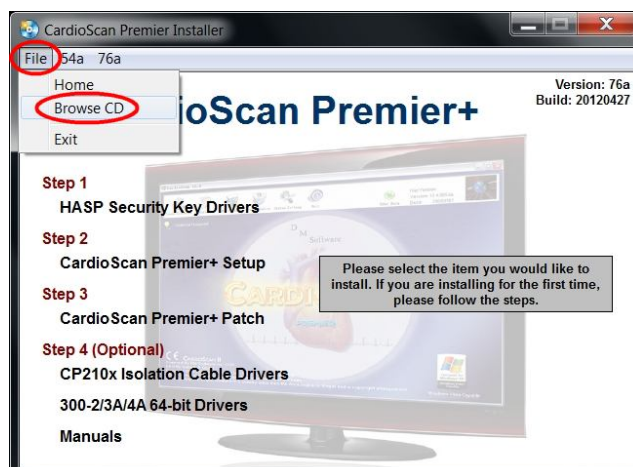 CardioScan Premier Installer
File 54a 76a
Home
Browse CD
Exit
ioScan Premier+
Version: 76a
Build: 20120427
Step 1
HASP Security Key Drivers
Step 2
CardioScan Premier+ Setup
Step 3
CardioScan Premier+ Patch
Step 4 (Optional)
CP210x Isolation Cable Drivers
300-2/3A/4A 64-bit Drivers
Manuals
Please select the item you would like to
install. If you are installing for the first time,
please follow the steps.
DM Software
CARDIO